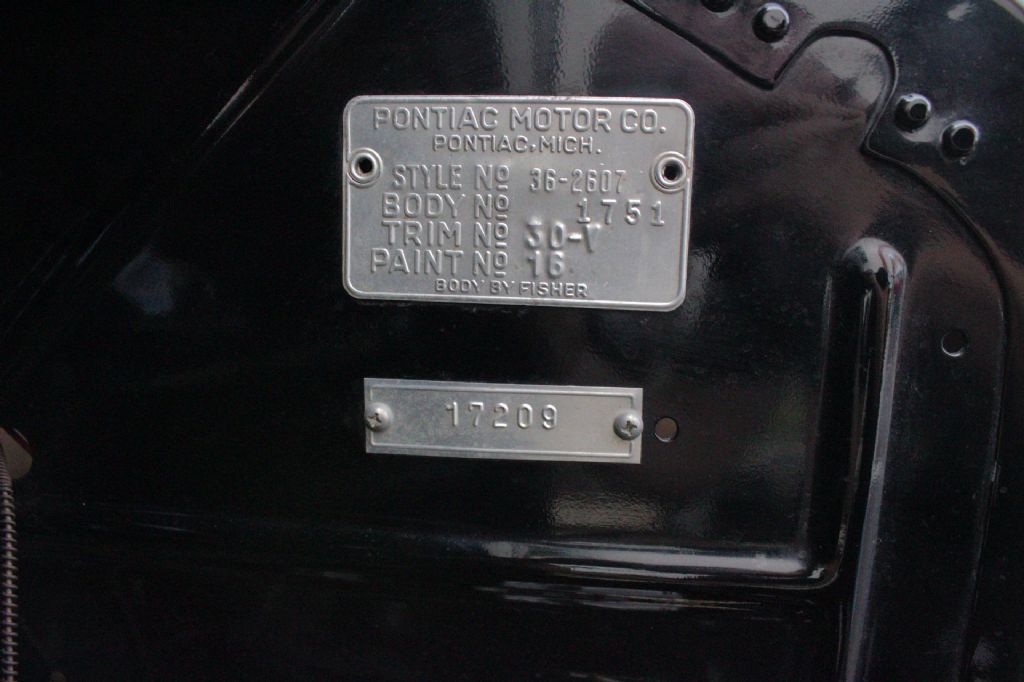 PONTIAC MOTOR CO.
PONTIAC, MICH.
STYLE Nº 36-2607
BODY Nº 1751
TRIM Nº 30-V
PAINT Nº 16
BODY BY FISHER
17209